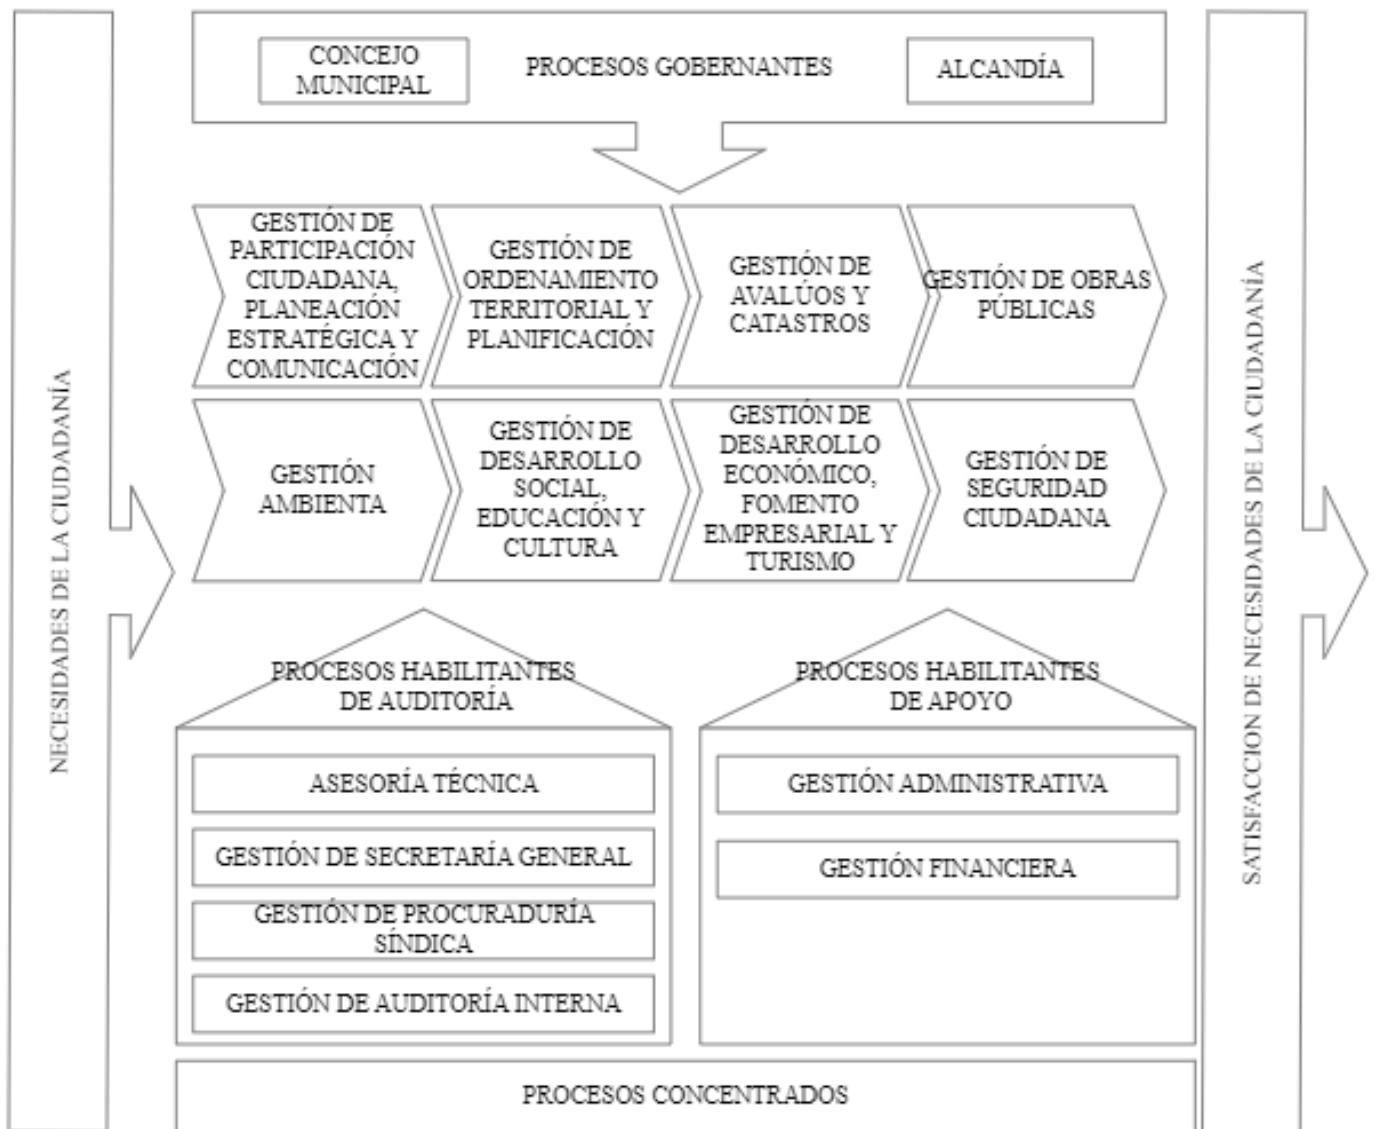 CONCEJO
MUNICIPAL
PROCESOS GOBERNANTES
ALCANDÍA
GESTIÓN DE
PARTICIPACIÓN
CIUDADANA,
PLANEACIÓN
ESTRATÉGICA Y
COMUNICACIÓN
GESTIÓN DE
ORDENAMIENTO
TERRITORIAL Y
PLANIFICACIÓN
GESTIÓN DE
AVALÚOS Y
CATASTROS
GESTIÓN DE OBRAS
PÚBLICAS
GESTIÓN
AMBIENTA
GESTIÓN DE
DESARROLLO
SOCIAL,
EDUCACIÓN Y
CULTURA
GESTIÓN DE
DESARROLLO
ECONÓMICO,
FOMENTO
EMPRESARIAL Y
TURISMO
GESTIÓN DE
SEGURIDAD
CIUDADANA
NECESIDADES DE LA CIUDADANÍA
PROCESOS HABILITANTES
DE AUDITORÍA
ASESORÍA TÉCNICA
GESTIÓN DE SECRETARÍA GENERAL
GESTIÓN DE PROCURADURÍA
SÍNDICA
GESTIÓN DE AUDITORÍA INTERNA
PROCESOS HABILITANTES
DE APOYO
GESTIÓN ADMINISTRATIVA
GESTIÓN FINANCIERA
PROCESOS CONCENTRADOS
SATISFACCION DE NECESIDADES DE LA CIUDADANÍA